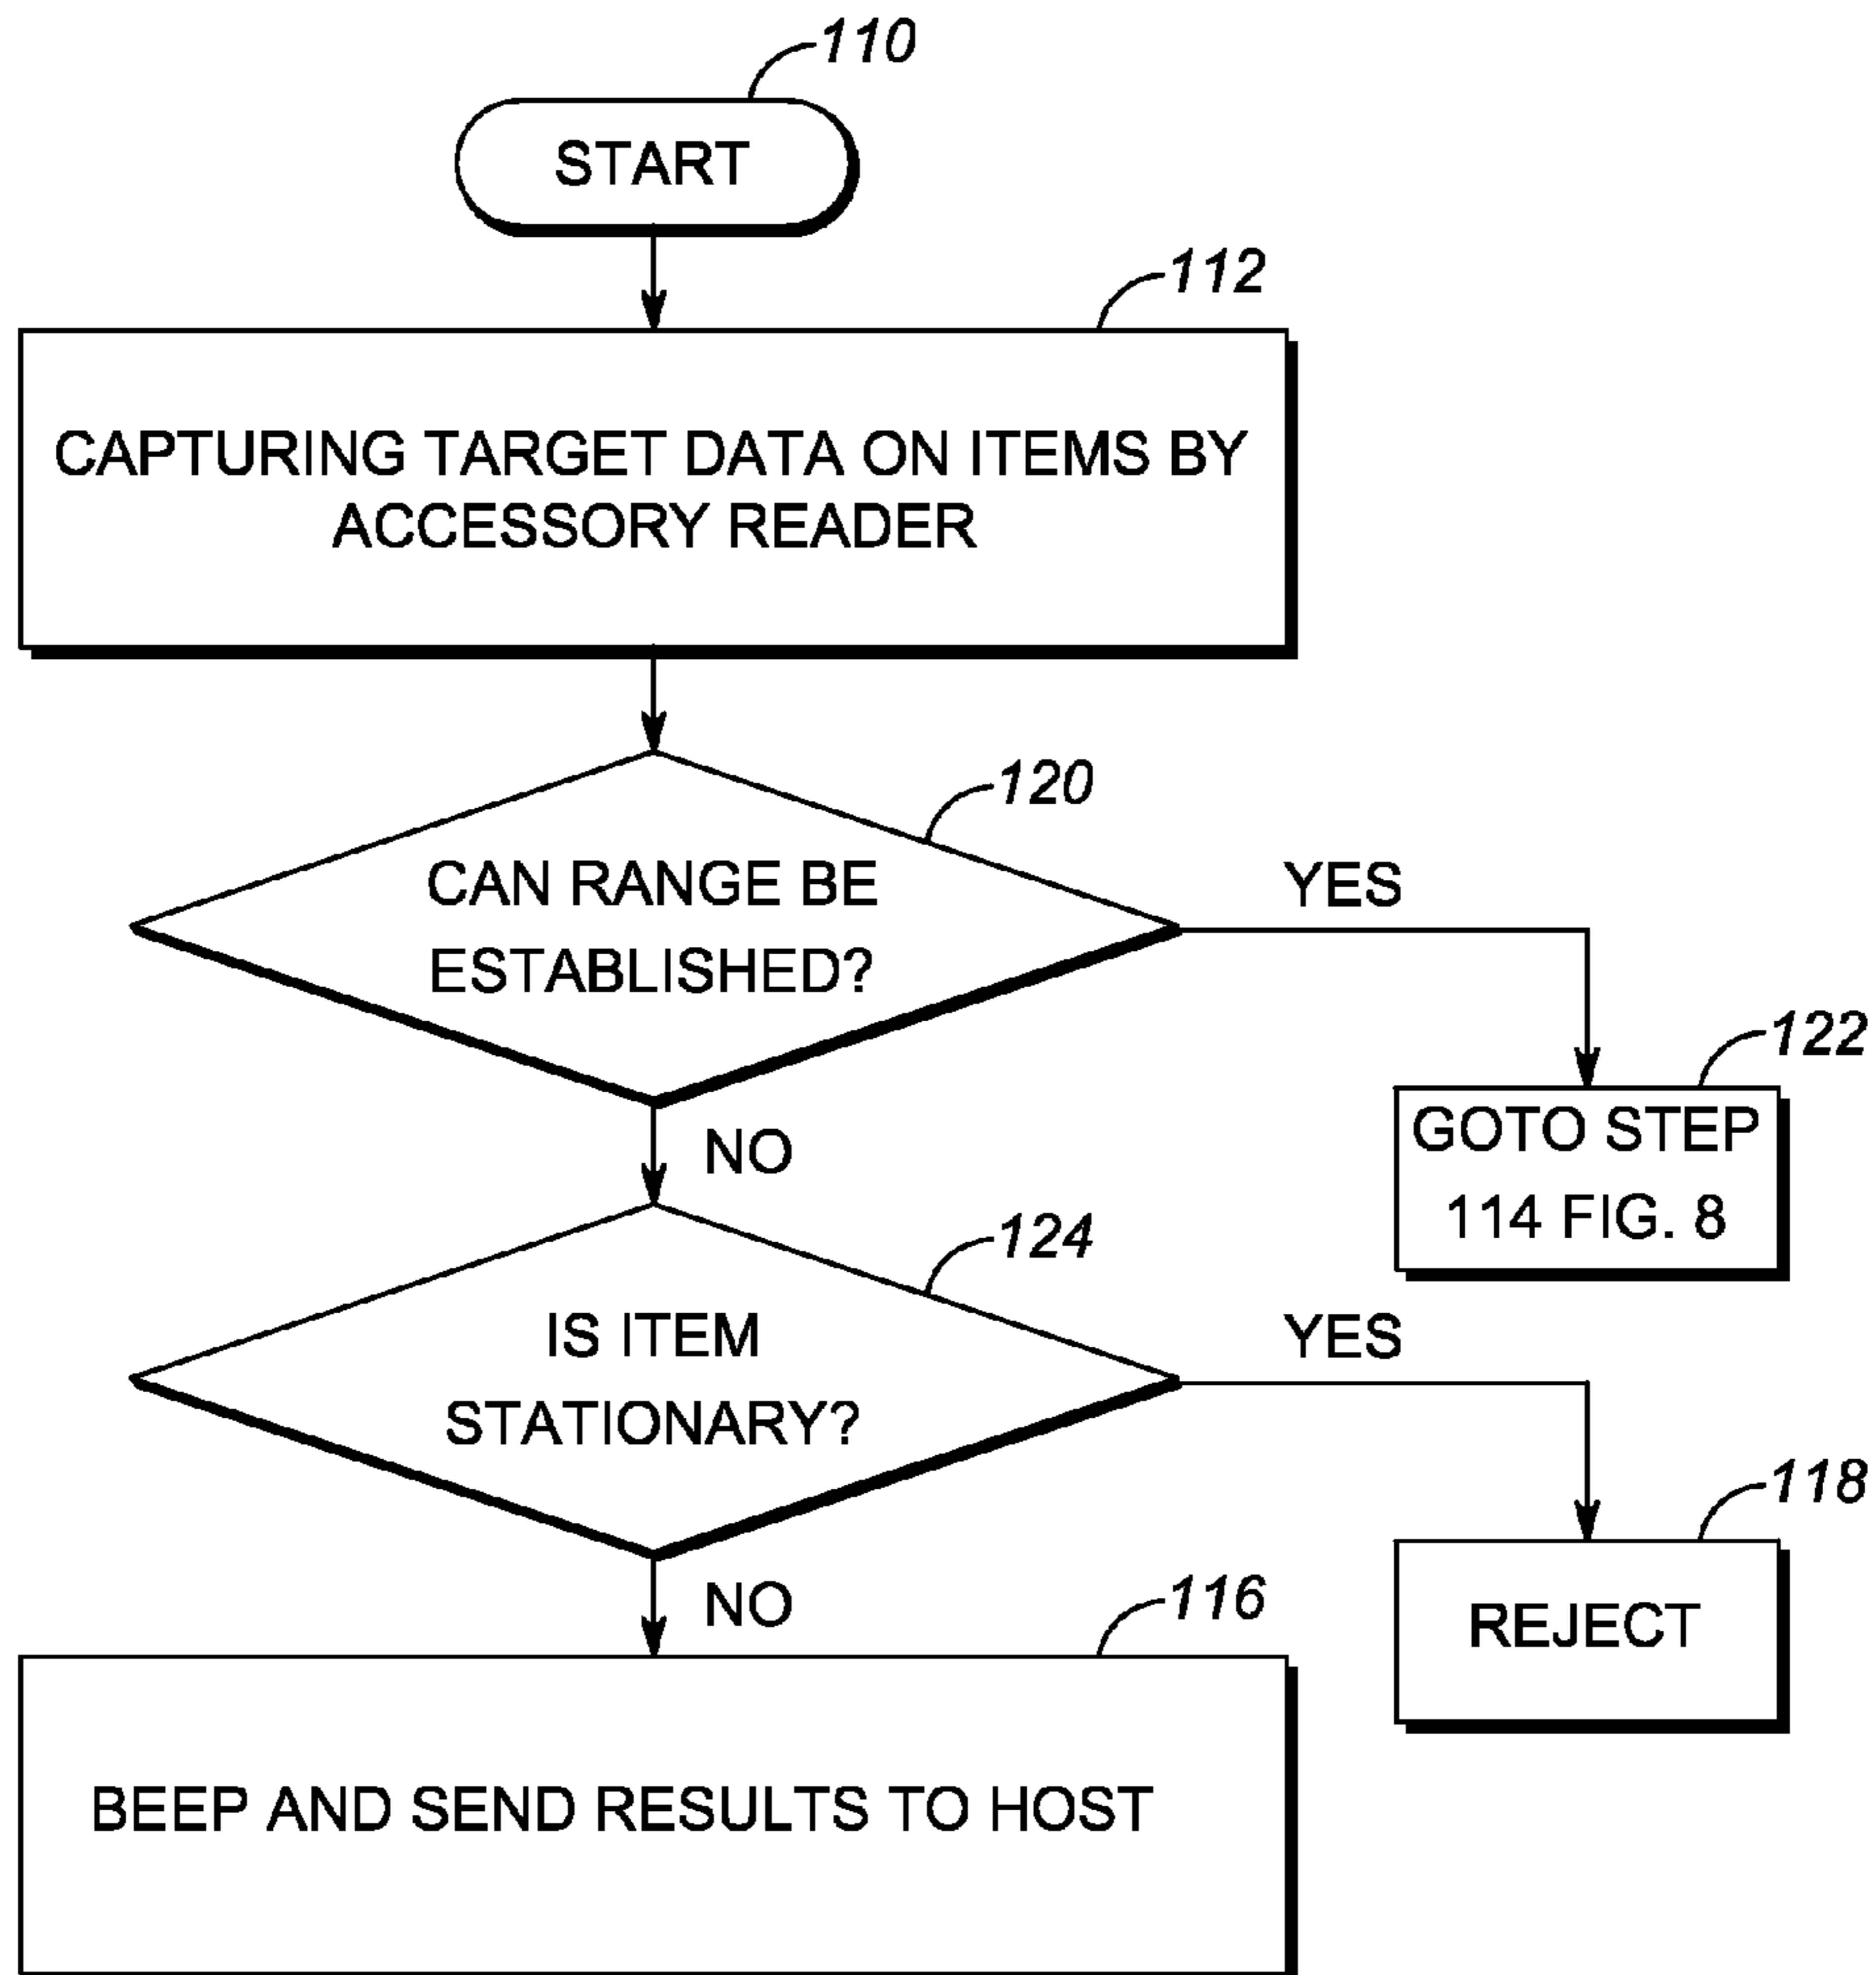 110
START
112
CAPTURING TARGET DATA ON ITEMS BY
ACCESSORY READER
120
CAN RANGE BE
ESTABLISHED?
YES
122
GOTO STEP
114 FIG. 8
NO
124
IS ITEM
STATIONARY?
YES
118
REJECT
NO
116
BEEP AND SEND RESULTS TO HOST